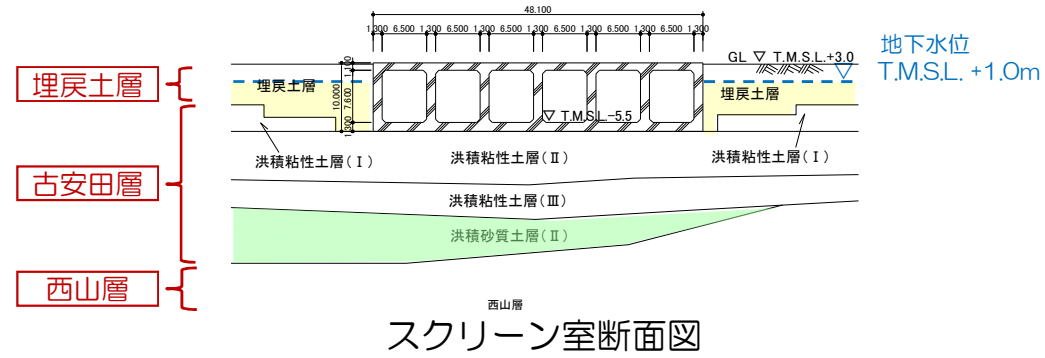 48.100
1.300 6.500 1.300 6.500 1.300 6.500 1.300 6.500 1.300 6.500 1.300 6.500 1.300
地下水位
T.M.S.L. +1.0m
GL ▽ T.M.S.L.+3.0
埋戻土層
埋戻土層
埋戻土層
10.000
1.100
7.600
1.300
▽ T.M.S.L.-5.5
洪積粘性土層(Ⅰ)
洪積粘性土層(Ⅱ)
洪積粘性土層(Ⅰ)
古安田層
洪積粘性土層(Ⅲ)
洪積砂質土層(Ⅱ)
西山層
西山層
スクリーン室断面図